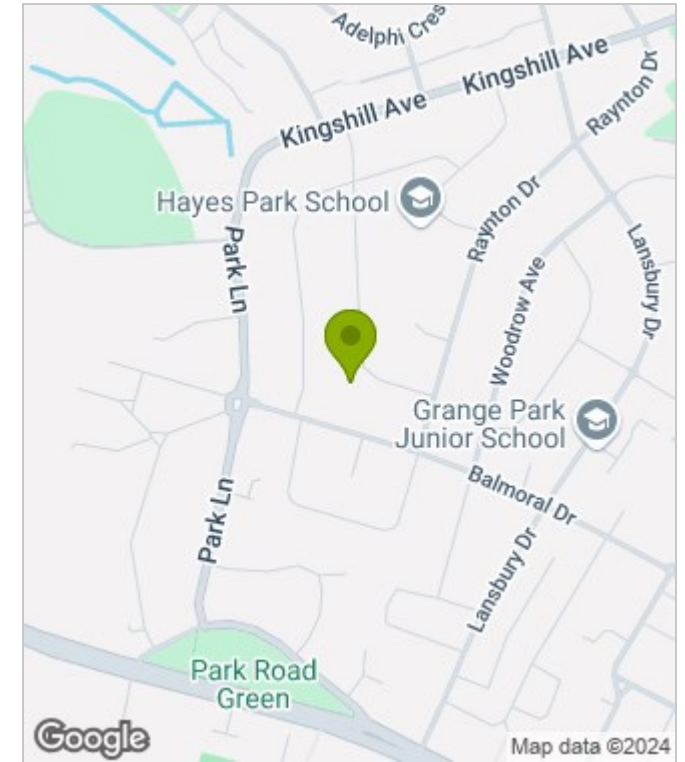 Adelphi Cres
Kingshill Ave
Kingshill Ave
Raynton Dr
Hayes Park School
Raynton Dr
Park Ln
Lansbury Dr
Woodrow Ave
Grange Park
Junior School
Balmoral Dr
Park Ln
Lansbury Dr
Park Road
Green
Google
Map data ©2024